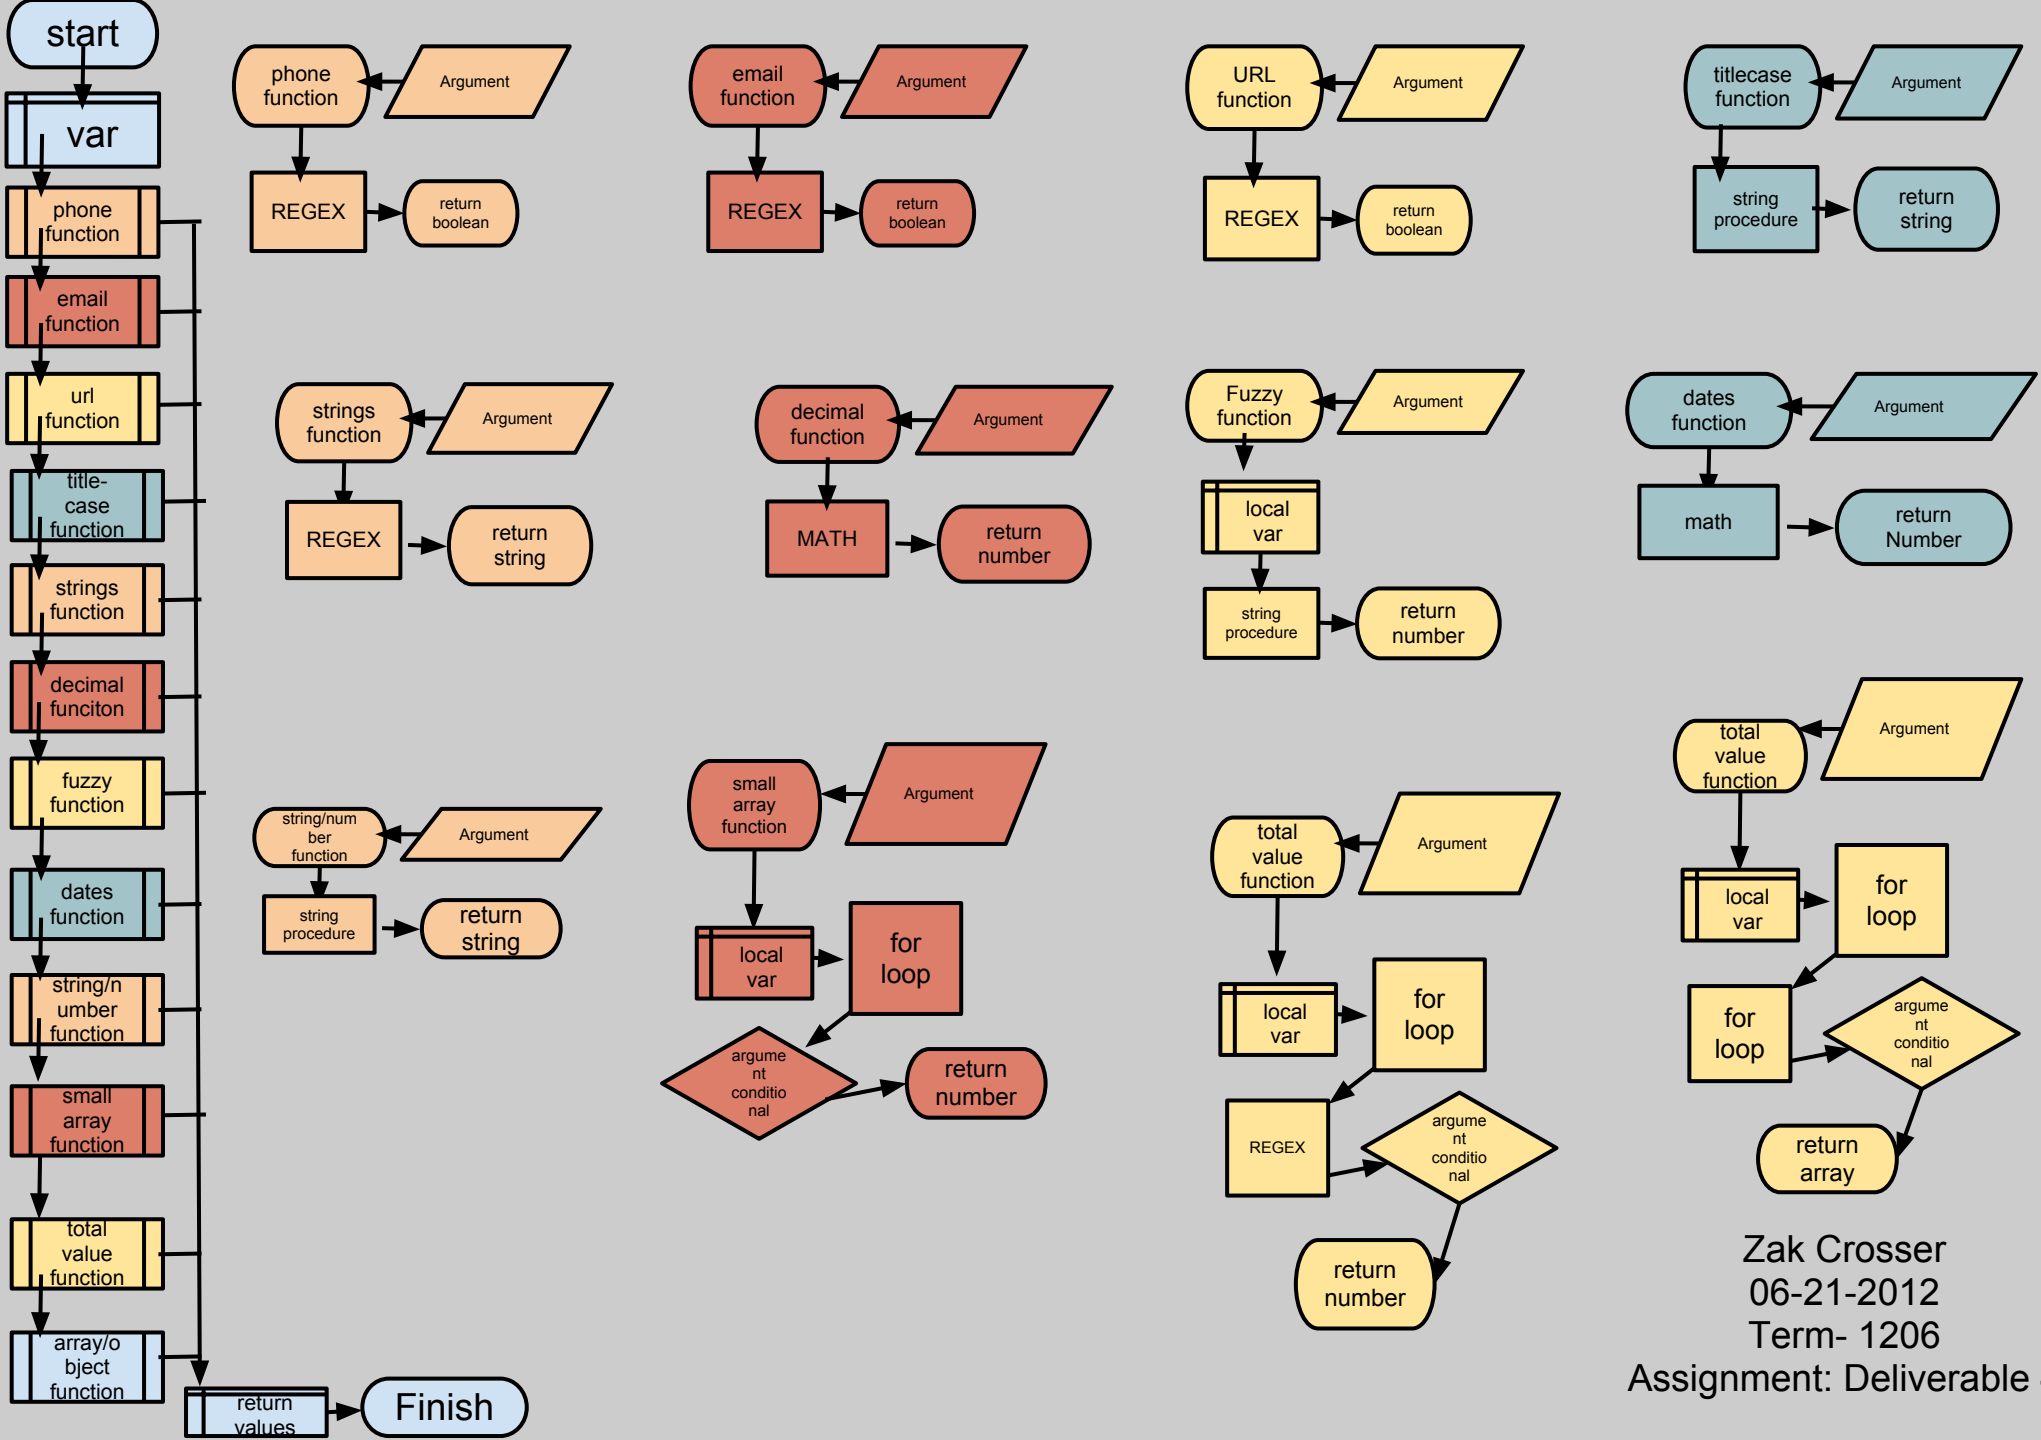 start
var
phone
function
email
function
url
function
title-
case
function
strings
function
decimal
funciton
fuzzy
function
dates
function
string/n
umber
function
small
array
function
total
value
function
array/o
bject
function
return
values
Finish
phone
function
Argument
REGEX
return
boolean
email
function
Argument
REGEX
return
boolean
URL
function
Argument
REGEX
return
boolean
titlecase
function
Argument
string
procedure
return
string
strings
function
Argument
REGEX
return
string
decimal
function
Argument
MATH
return
number
Fuzzy
function
Argument
local
var
string
procedure
return
number
dates
function
Argument
math
return
Number
string/num
ber
function
Argument
string
procedure
return
string
small
array
function
Argument
local
var
for
loop
argume
nt
conditio
nal
return
number
total
value
function
Argument
local
var
for
loop
REGEX
argume
nt
conditio
nal
return
number
total
value
function
Argument
local
var
for
loop
for
loop
argume
nt
conditio
nal
return
array
Zak Crosser
06-21-2012
Term- 1206
Assignment: Deliverable